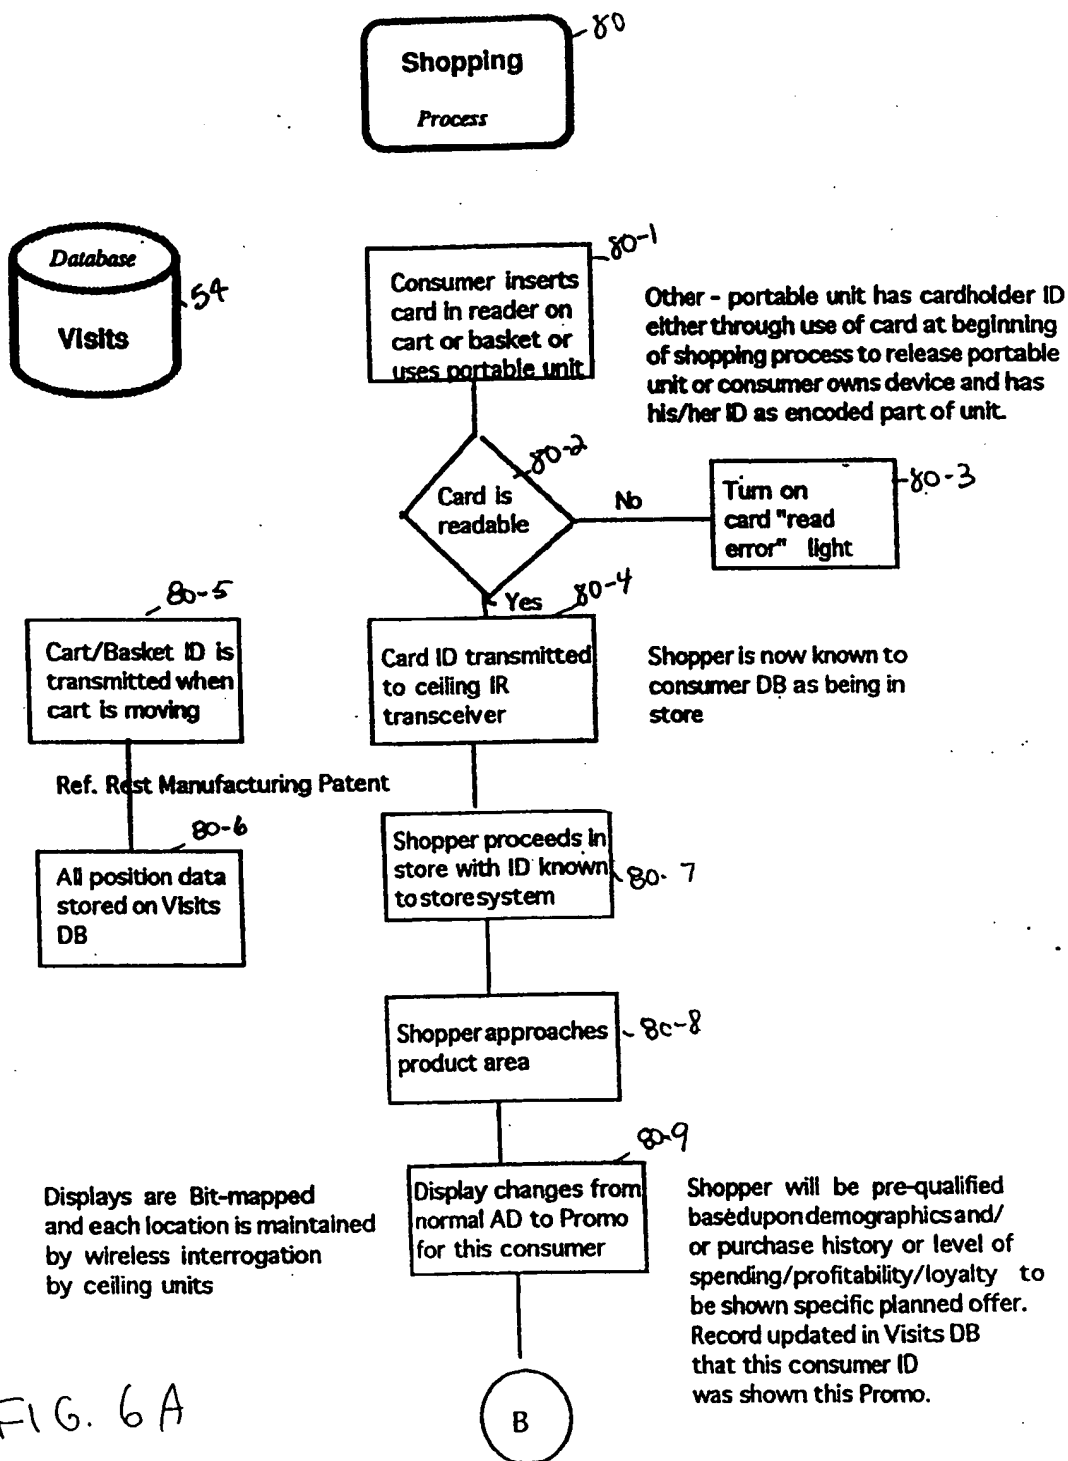 Shopping
80
Process
Database
Visits
54
80-1
Consumer inserts
card in reader on
cart or basket or
uses portable unit
Other - portable unit has cardholder ID
either through use of card at beginning
of shopping process to release portable
unit or consumer owns device and has
his/her ID as encoded part of unit.
80-2
Card is
readable
No
80-3
Turn on
card "read
error" light
Yes
80-5
Cart/Basket ID is
transmitted when
cart is moving
80-4
Card ID transmitted
to ceiling IR
transceiver
Shopper is now known to
consumer DB as being in
store
Ref. Rest Manufacturing Patent
80-6
All position data
stored on Visits
DB
Shopper proceeds in
store with ID known
to store system
80-7
Shopper approaches
product area
80-8
80-9
Displays are Bit-mapped
and each location is maintained
by wireless interrogation
by ceiling units
Display changes from
normal AD to Promo
for this consumer
Shopper will be pre-qualified
based upon demographics and/
or purchase history or level of
spending/profitability/loyalty to
be shown specific planned offer.
Record updated in Visits DB
that this consumer ID
was shown this Promo.
B
FIG. 6A